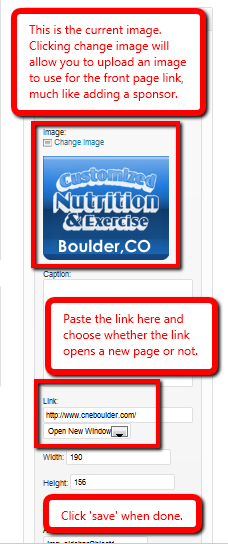 This is the current image.
Clicking change image will
allow you to upload an image
to use for the front page link,
much like adding a sponsor.
Image:
Change Image
Customized
Nutrition
& Exercise
Boulder,CO
Caption:
Paste the link here and
choose whether the link
opens a new page or not.
Link:
http://www.cneboulder.com/
Open New Window
Width: 190
Height: 156
Click 'save' when done.